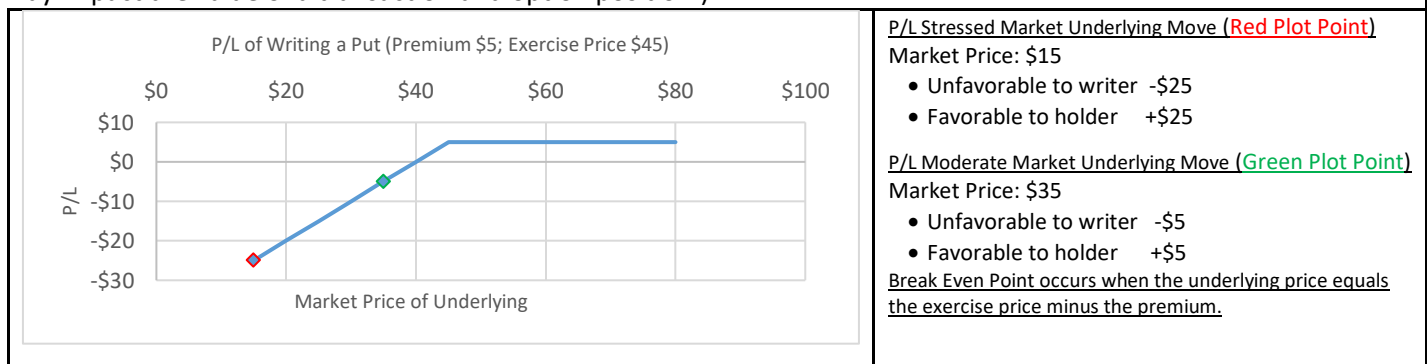 P/L of Writing a Put (Premium $5; Exercise Price $45)
$0 $20 $40 $60 $80 $100
$10
$0
-$10
-$20
-$30
P/L
Market Price of Underlying
P/L Stressed Market Underlying Move (Red Plot Point)
Market Price: $15
• Unfavorable to writer -$25
• Favorable to holder +$25
P/L Moderate Market Underlying Move (Green Plot Point)
Market Price: $35
• Unfavorable to writer -$5
• Favorable to holder +$5
Break Even Point occurs when the underlying price equals
the exercise price minus the premium.